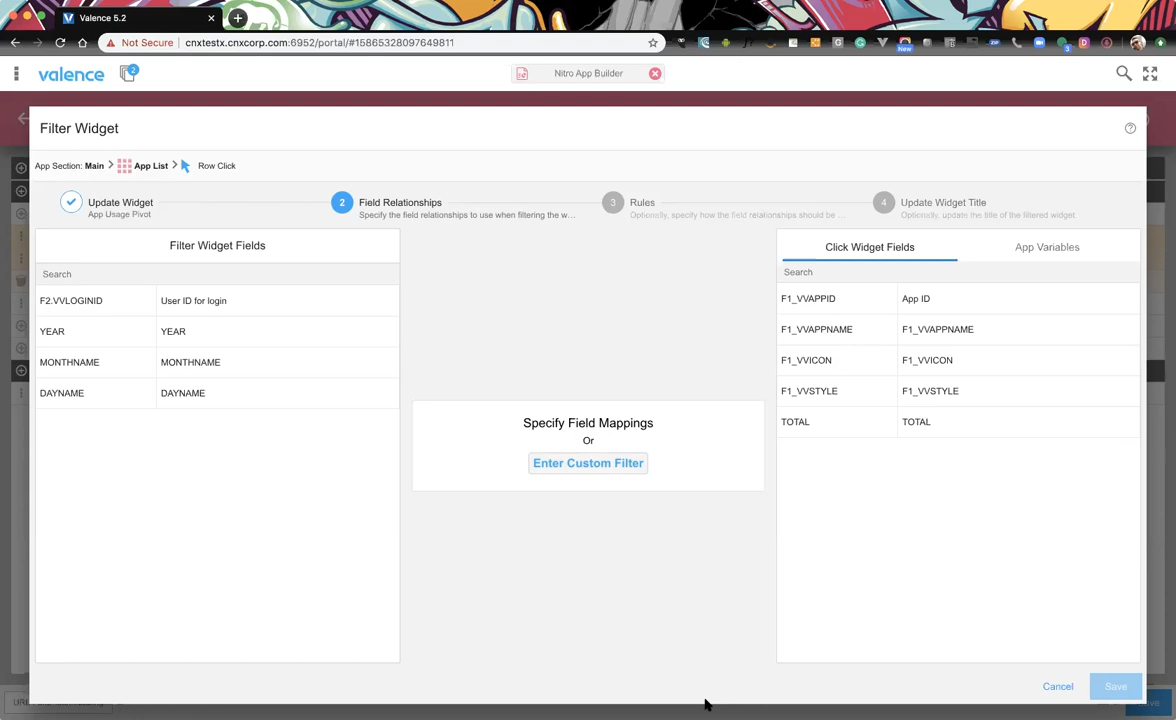 Valence 5.2
Not Secure cnxtestx.cnxcorp.com:6952/portal/#15865328097649811
New
3
valence 2
Nitro App Builder
Filter Widget
App Section: Main App List Row Click
Update Widget
App Usage Pivot
2 Field Relationships
Specify the field relationships to use when filtering the w...
3 Rules
Optionally, specify how the field relationships should be ...
4 Update Widget Title
Optionally, update the title of the filtered widget
Filter Widget Fields
Search
F2.VVLOGINID User ID for login
YEAR YEAR
MONTHNAME MONTHNAME
DAYNAME DAYNAME
Specify Field Mappings
Or
Enter Custom Filter
Click Widget Fields App Variables
Search
F1_VVAPPID App ID
F1_VVAPPNAME F1_VVAPPNAME
F1_VVICON F1_VVICON
F1_VVSTYLE F1_VVSTYLE
TOTAL TOTAL
Cancel Save